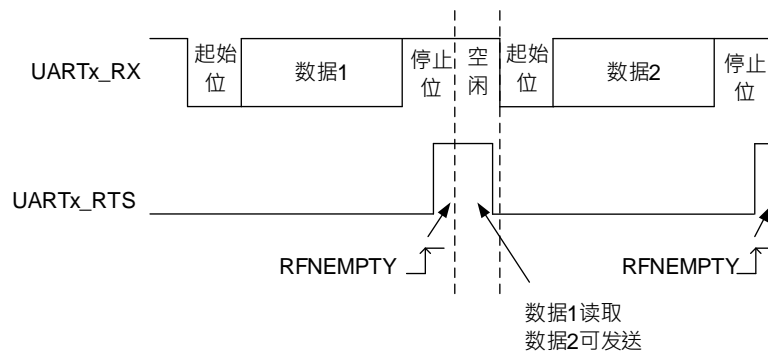 UARTx_RX
起始位
数据1
停止位
空闲
起始位
数据2
停止位
UARTx_RTS
RFNEMPTY
RFNEMPTY
数据1读取
数据2可发送